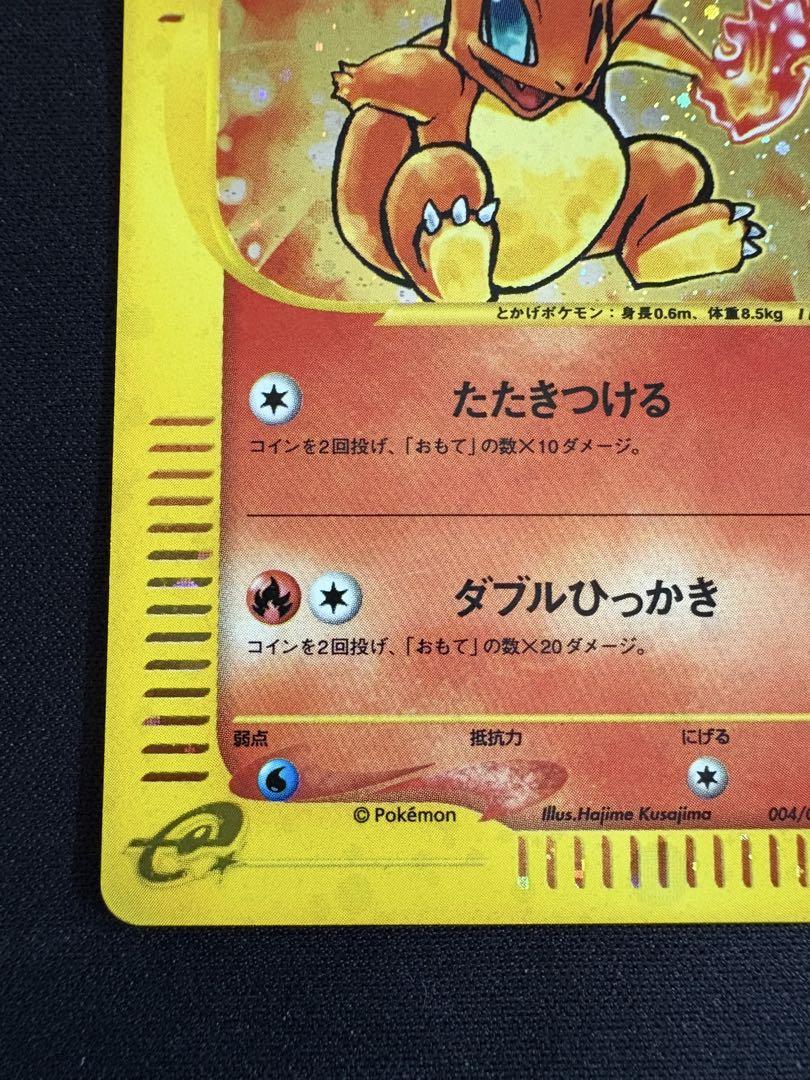 とかげポケモン：身長0.6m、体重8.5kg
たたきつける
コインを2回投げ、「おもて」の数×10ダメージ。
ダブルひっかき
コインを2回投げ、「おもて」の数×20ダメージ。
弱点 抵抗力 にげる
© Pokémon Illus.Hajime Kusajima 004/
e